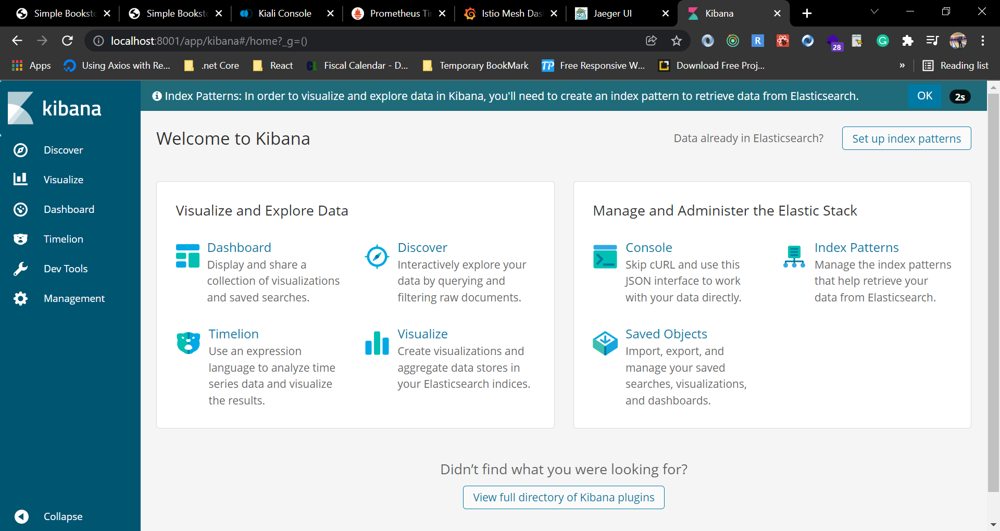 Simple Booksto
Simple Booksto
Kiali Console
Prometheus Ti
Istio Mesh Das
Jaeger UI
Kibana
localhost:8001/app/kibana#/home?_g=()
28
Apps
Using Axios with Re...
.net Core
React
Fiscal Calendar - D...
Temporary BookMark
Free Responsive W...
Download Free Proj...
»
Reading list
kibana
Discover
Visualize
Dashboard
Timelion
Dev Tools
Management
Collapse
Index Patterns: In order to visualize and explore data in Kibana, you'll need to create an index pattern to retrieve data from Elasticsearch.
OK
2s
Welcome to Kibana
Data already in Elasticsearch?
Set up index patterns
Visualize and Explore Data
Dashboard
Display and share a
collection of visualizations
and saved searches.
Discover
Interactively explore your
data by querying and
filtering raw documents.
Timelion
Use an expression
language to analyze time
series data and visualize
the results.
Visualize
Create visualizations and
aggregate data stores in
your Elasticsearch indices.
Manage and Administer the Elastic Stack
Console
Skip cURL and use this
JSON interface to work
with your data directly.
Index Patterns
Manage the index patterns
that help retrieve your
data from Elasticsearch.
Saved Objects
Import, export, and
manage your saved
searches, visualizations,
and dashboards.
Didn’t find what you were looking for?
View full directory of Kibana plugins